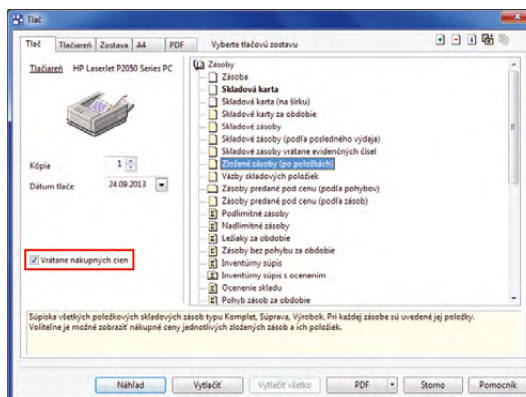 Tlač
Tlač Tlačiareň Zostava A4 PDF Vyberte tlačovú zostavu
Tlačiareň HP LaserJet P2050 Series PC
Kópia 1
Dátum tlače 24.09.2013
Vrátane nákupných cien
Zásoby
Zásoba
Skladová karta
Skladová karta (na šírku)
Skladové karty za obdobie
Skladové zásoby
Skladové zásoby (podľa posledného výdaja)
Skladové zásoby vrátane evidenčných čísel
Zložené zásoby (po položkách)
Väzby skladových položiek
Zásoby predané pod cenu (podľa pohybov)
Zásoby predané pod cenu (podľa zásob)
Podlimitné zásoby
Nadlimitné zásoby
Ležiaky za obdobie
Zásoby bez pohybu za obdobie
Inventúrny súpis
Inventúrny súpis s ocenením
Ocenenie skladu
Pohyb zásob za obdobie
Súpiska všetkých položkových skladových zásob typu Komplet, Súprava, Výrobok. Pri každej zásobe sú uvedené jej položky.
Voliteľne je možné zobraziť nákupné ceny jednotlivých zložených zásob a ich položiek.
Náhľad Vytlačiť Vytlačiť všetko PDF Storno Pomocník